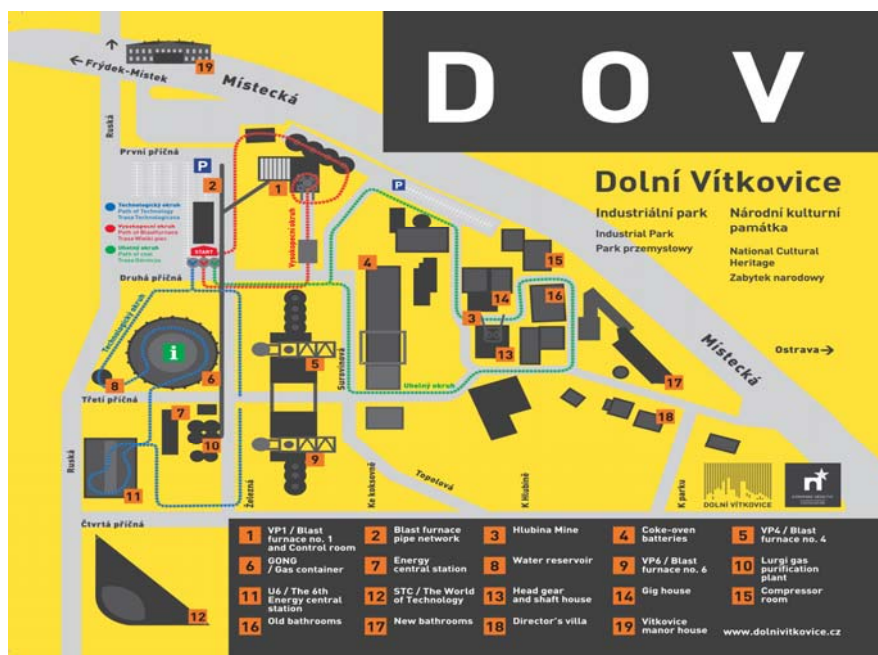 DOV
Dolní Vítkovice
Industriální park
Industrial Park
Park przemysłowy
Národní kulturní
památka
National Cultural
Heritage
Zabytek narodowy
Frýdek-Místek
19
Místecká
Ruská
První příčná
P
2
1
P
Technologický okruh
Path of Technology
Trasa Technologiczna
Vysokopecní okruh
Path of Blastfurnace
Trasa Wielki piec
Uhelný okruh
Path of coal
START
Vysokopecní okruh
Druhá příčná
4
15
14
16
3
13
Technologický okruh
i
8
6
5
Surovinová
Uhelný okruh
Místecká
Ostrava
17
18
Třetí příčná
7
10
9
Ruská
11
Železná
Ke koksovně
Topolová
K Hlubině
K parku
DOLNÍ VÍTKOVICE
Čtvrtá příčná
12
1 VP1 / Blast
furnace no. 1
and Control room
2 Blast furnace
pipe network
3 Hlubina Mine
4 Coke-oven
batteries
5 VP4 / Blast
furnace no. 4
6 GONG
/ Gas container
7 Energy
central station
8 Water reservoir
9 VP6 / Blast
furnace no. 6
10 Lurgi gas
purification
plant
11 U6 / The 6th
Energy central
station
12 STC / The World
of Technology
13 Head gear
and shaft house
14 Gig house
15 Compressor
room
16 Old bathrooms
17 New bathrooms
18 Director's villa
19 Vítkovice
manor house
www.dolnivitkovice.cz